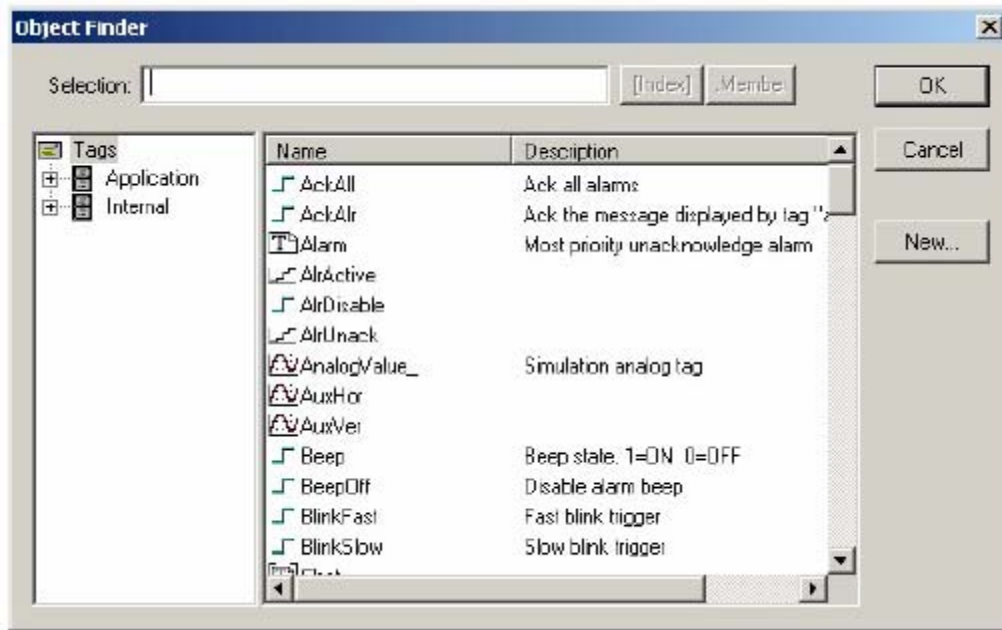 Object Finder
Selection: [Index] .Member OK
Tags
Application
Internal
Name Description
AckAll Ack all alarms
AckAlr Ack the message displayed by tag "a
Alarm Most priority unacknowledge alarm
AlrActive
AlrDisable
AlrUnack
AnalogValue_ Simulation analog tag
AuxHor
AuxVer
Beep Beep state. 1=ON 0=OFF
BeepOff Disable alarm beep
BlinkFast Fast blink trigger
BlinkSlow Slow blink trigger
Cancel
New...